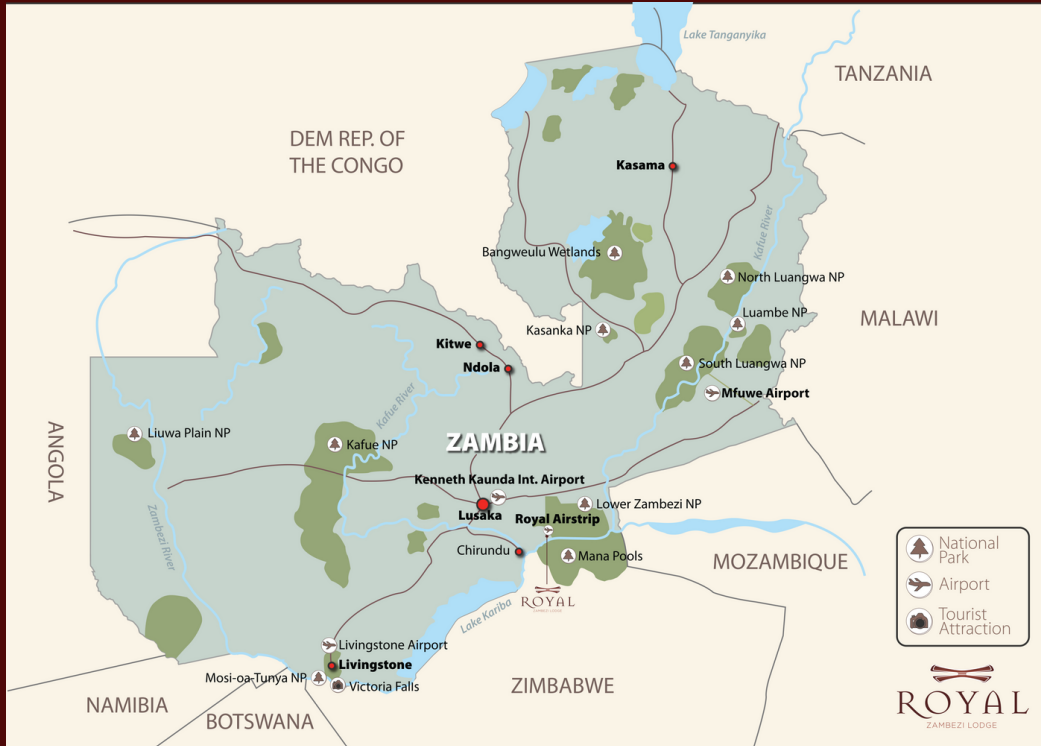 Lake Tanganyika
TANZANIA
DEM REP. OF
THE CONGO
Kasama
Kafue River
Bangweulu Wetlands
North Luangwa NP
Luambe NP
MALAWI
Kasanka NP
Kitwe
Ndola
South Luangwa NP
Mfuwe Airport
Kafue River
ANGOLA
Liuwa Plain NP
Kafue NP
ZAMBIA
Kenneth Kaunda Int. Airport
Lusaka
Lower Zambezi NP
Royal Airstrip
Zambezi River
Chirundu
Mana Pools
MOZAMBIQUE
ROYAL
ZAMBEZI LODGE
Lake Kariba
National
Park
Airport
Tourist
Attraction
Livingstone Airport
Livingstone
Mosi-oa-Tunya NP
Victoria Falls
ZIMBABWE
NAMIBIA
BOTSWANA
ROYAL
ZAMBEZI LODGE